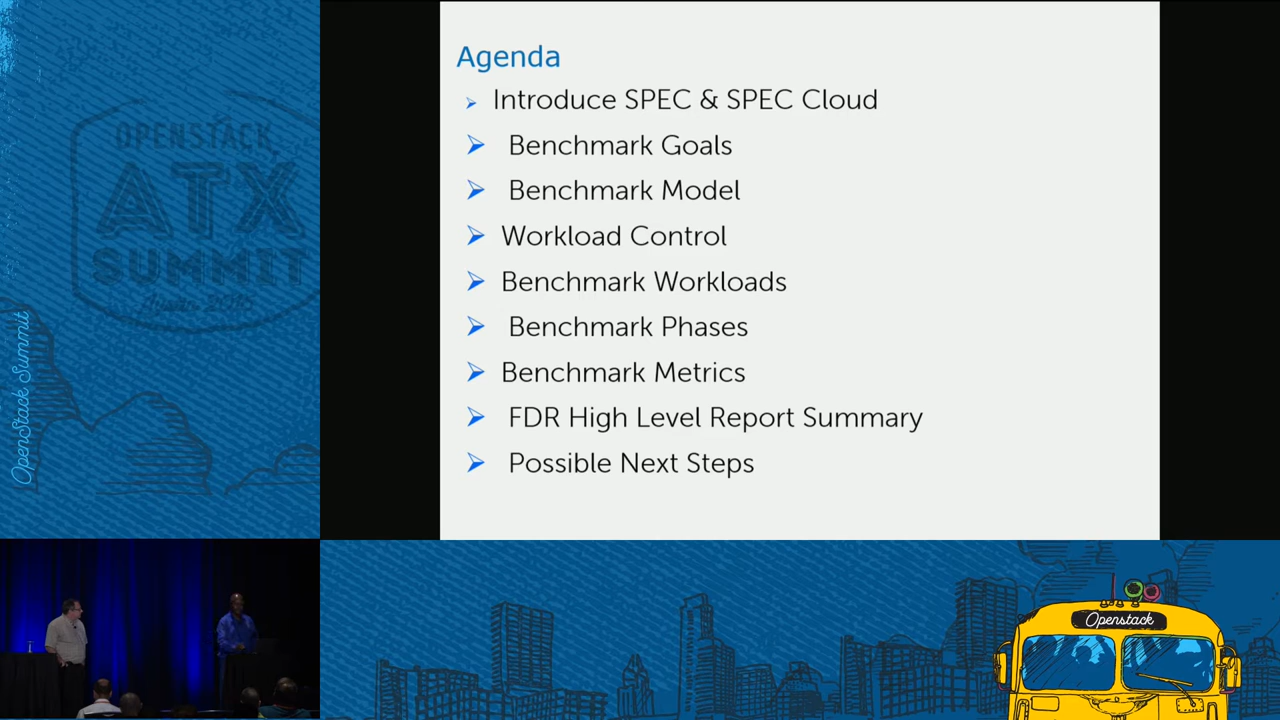 Agenda
Introduce SPEC & SPEC Cloud
Benchmark Goals
Benchmark Model
Workload Control
Benchmark Workloads
Benchmark Phases
Benchmark Metrics
FDR High Level Report Summary
Possible Next Steps
OPENSTACK
ATX
SUMMIT
OpenStack Summit
Openstack